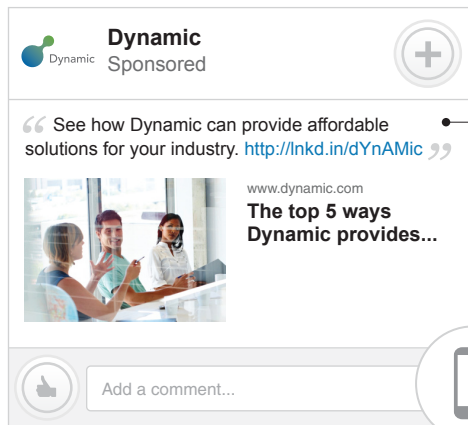 Dynamic
Dynamic
Sponsored
“ See how Dynamic can provide affordable
solutions for your industry. http://lnkd.in/dYnAMic ”
www.dynamic.com
The top 5 ways
Dynamic provides...
Add a comment...